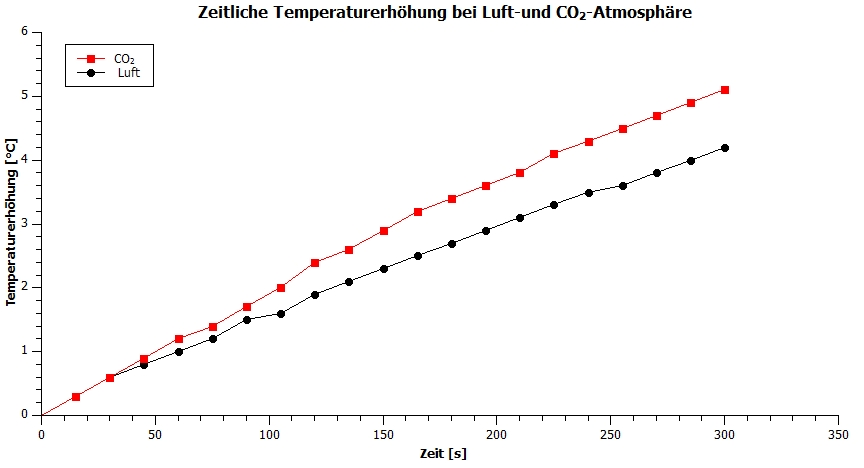 Zeitliche Temperaturerhöhung bei Luft-und CO₂-Atmosphäre
CO₂
Luft
Temperaturerhöhung [°C]
6
5
4
3
2
1
0
0 50 100 150 200 250 300 350
Zeit [s]